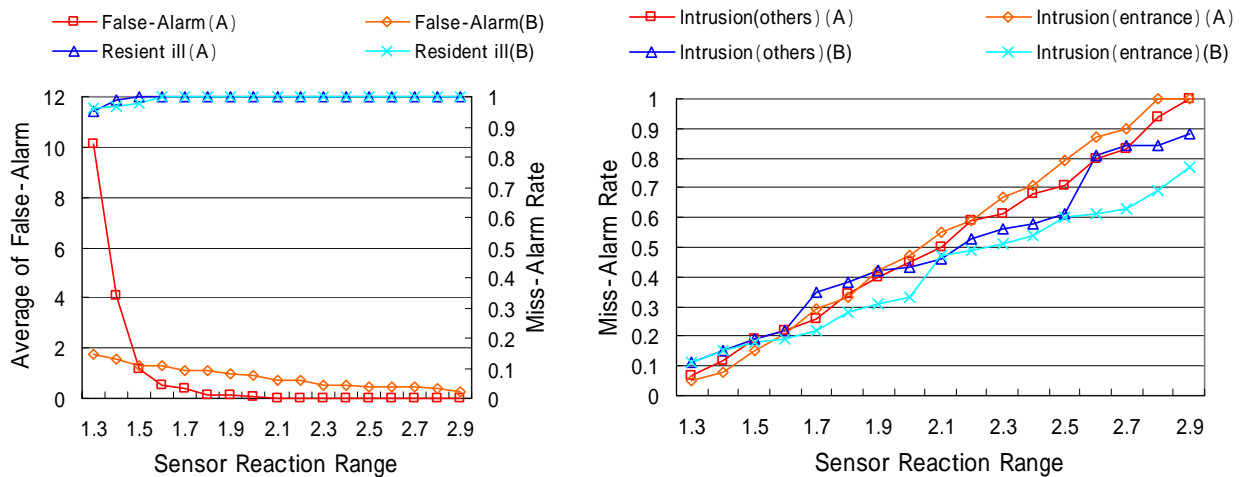 False-Alarm(A)
False-Alarm(B)
Resient ill(A)
Resident ill(B)
12
10
8
6
4
2
0
Average of False-Alarm
1
0.9
0.8
0.7
0.6
0.5
0.4
0.3
0.2
0.1
0
Miss-Alarm Rate
1.3 1.5 1.7 1.9 2.1 2.3 2.5 2.7 2.9
Sensor Reaction Range
Intrusion(others)(A)
Intrusion(entrance)(A)
Intrusion(others)(B)
Intrusion(entrance)(B)
1
0.9
0.8
0.7
0.6
0.5
0.4
0.3
0.2
0.1
0
Miss-Alarm Rate
1.3 1.5 1.7 1.9 2.1 2.3 2.5 2.7 2.9
Sensor Reaction Range